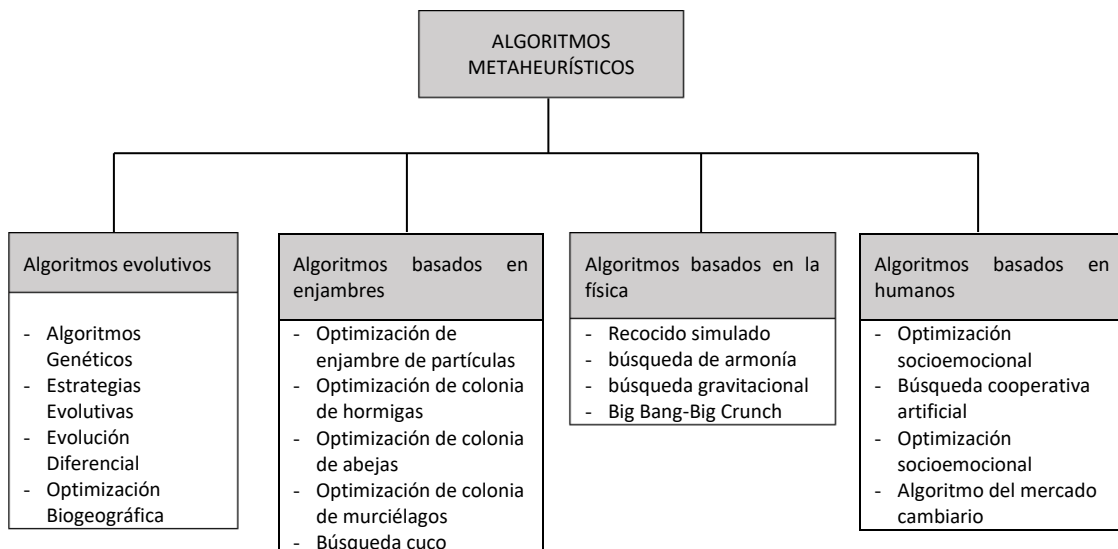 ALGORITMOS
METAHEURÍSTICOS
Algoritmos evolutivos
- Algoritmos
Genéticos
- Estrategias
Evolutivas
- Evolución
Diferencial
- Optimización
Biogeográfica
Algoritmos basados en
enjambres
- Optimización de
enjambre de partículas
- Optimización de colonia
de hormigas
- Optimización de colonia
de abejas
- Optimización de colonia
de murciélagos
- Búsqueda cuco
Algoritmos basados en la
física
- Recocido simulado
- búsqueda de armonía
- búsqueda gravitacional
- Big Bang-Big Crunch
Algoritmos basados en
humanos
- Optimización
socioemocional
- Búsqueda cooperativa
artificial
- Optimización
socioemocional
- Algoritmo del mercado
cambiario